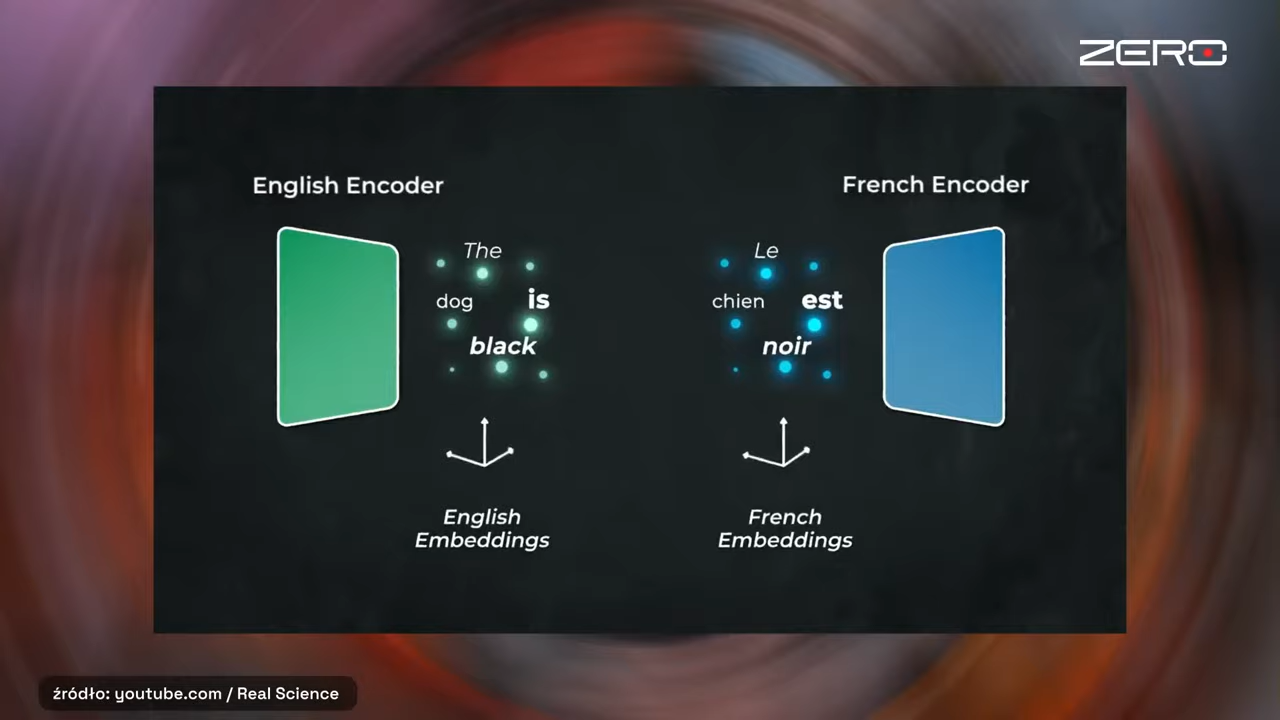 ZERO
English Encoder
French Encoder
The
dog
is
black
Le
chien
est
noir
English
Embeddings
French
Embeddings
źródło: youtube.com / Real Science